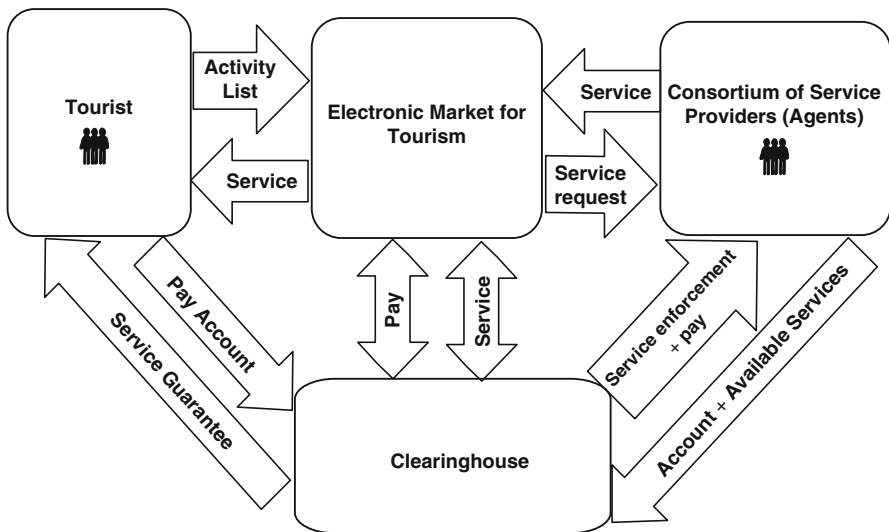 Tourist
Activity
List
Service
Electronic Market for
Tourism
Service
Service
request
Consortium of Service
Providers (Agents)
Pay Account
Service Guarantee
Pay
Service
Service enforcement
+ pay
Account + Available Services
Clearinghouse